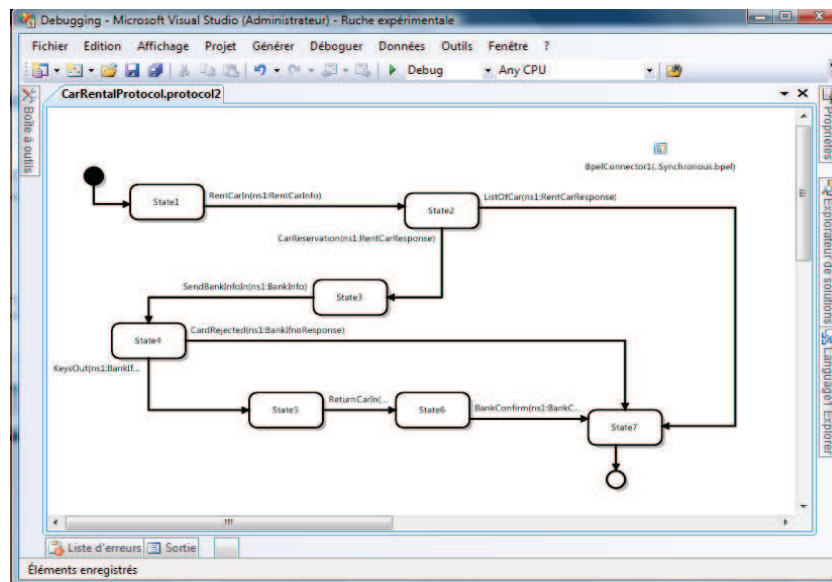 Debugging - Microsoft Visual Studio (Administrateur) - Ruche expérimentale
Fichier Edition Affichage Projet Générer Déboguer Données Outils Fenêtre ?
Debug Any CPU
CarRentalProtocol.protocol2
Boîte à outils
Propriétés
Explorateur de solutions
Language1 Explorer
BpelConnector1(..Synchronous.bpel)
State1
RentCarIn(ns1:RentCarInfo)
State2
ListOfCar(ns1:RentCarResponse)
CarReservation(ns1:RentCarResponse)
SendBankInfoIn(ns1:BankInfo)
State3
State4
CardRejected(ns1:BankIfnoResponse)
KeysOut(ns1:BankIf...
State5
ReturnCarIn(...
State6
BankConfirm(ns1:BankC...
State7
Liste d'erreurs Sortie
Éléments enregistrés